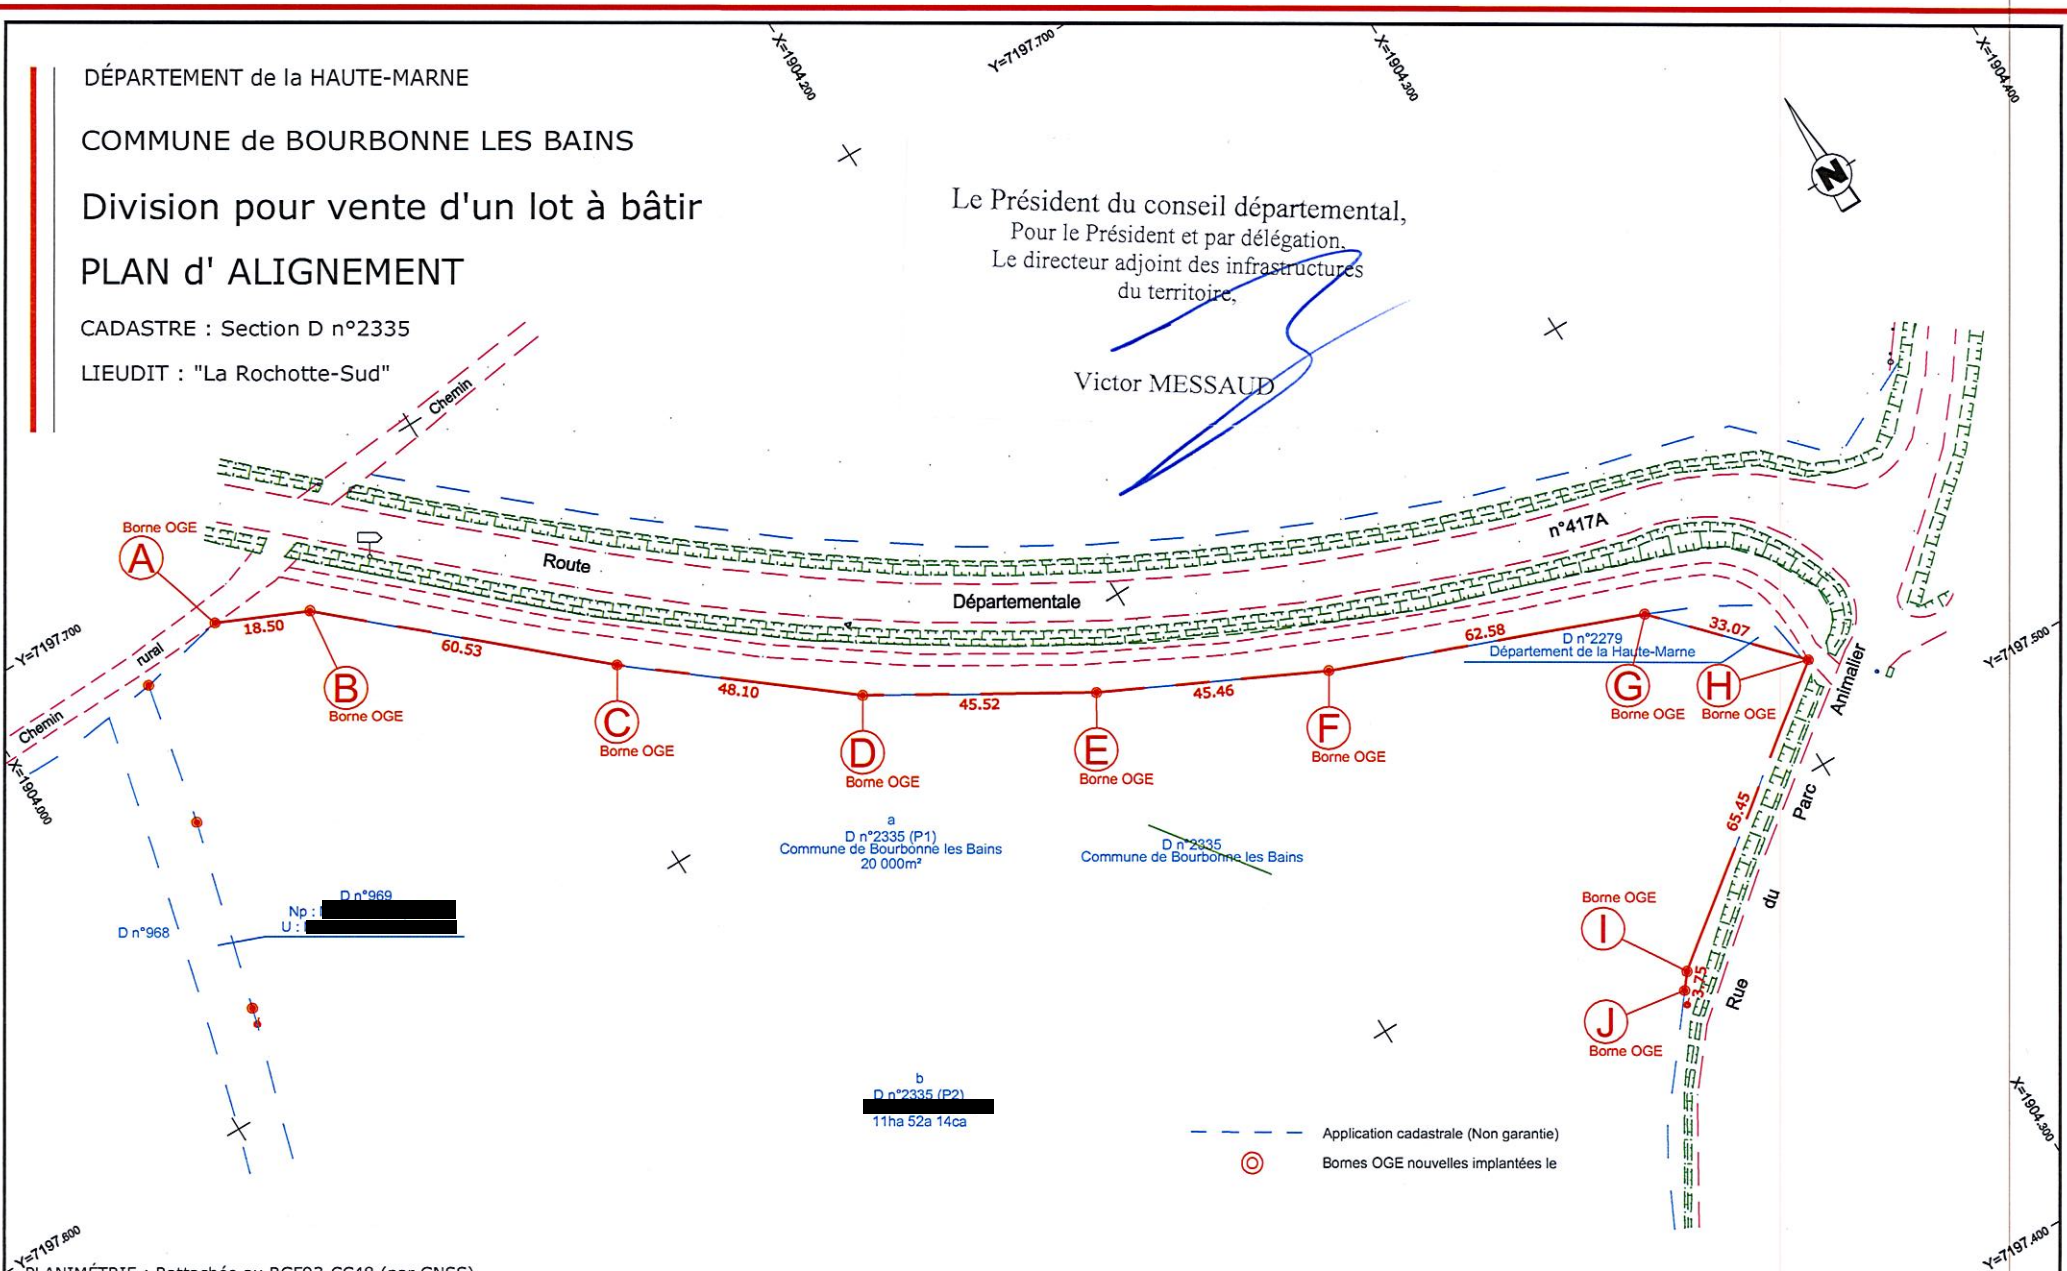 X=1904.200
Y=7197.700
X=1904.300
X=1904.400
DÉPARTEMENT de la HAUTE-MARNE
COMMUNE de BOURBONNE LES BAINS
Division pour vente d'un lot à bâtir
PLAN d' ALIGNEMENT
CADASTRE : Section D n°2335
LIEUDIT : "La Rochotte-Sud"
N
Le Président du conseil départemental,
Pour le Président et par délégation,
Le directeur adjoint des infrastructures
du territoire,
Victor MESSAUD
Chemin
Borne OGE
A
Route
Départementale
n°417A
18.50
60.53
48.10
45.52
45.46
62.58
33.07
D n°2279
Département de la Haute-Marne
Y=7197.700
Y=7197.500
rural
Chemin
X=1904.000
B
Borne OGE
C
Borne OGE
D
Borne OGE
E
Borne OGE
F
Borne OGE
G
Borne OGE
H
Borne OGE
Animalier
Parc
du
Rue
65.45
a
D n°2335 (P1)
Commune de Bourbonne les Bains
20 000m²
D n°2335
Commune de Bourbonne les Bains
D n°969
Np :
U :
D n°968
Borne OGE
I
3.75
J
Borne OGE
b
D n°2335 (P2)
11ha 52a 14ca
Application cadastrale (Non garantie)
Bornes OGE nouvelles implantées le
X=1904.300
Y=7197.600
Y=7197.400
PLANIMÉTRIE : Rattachée au RGF93 CC48 (par GNSS)